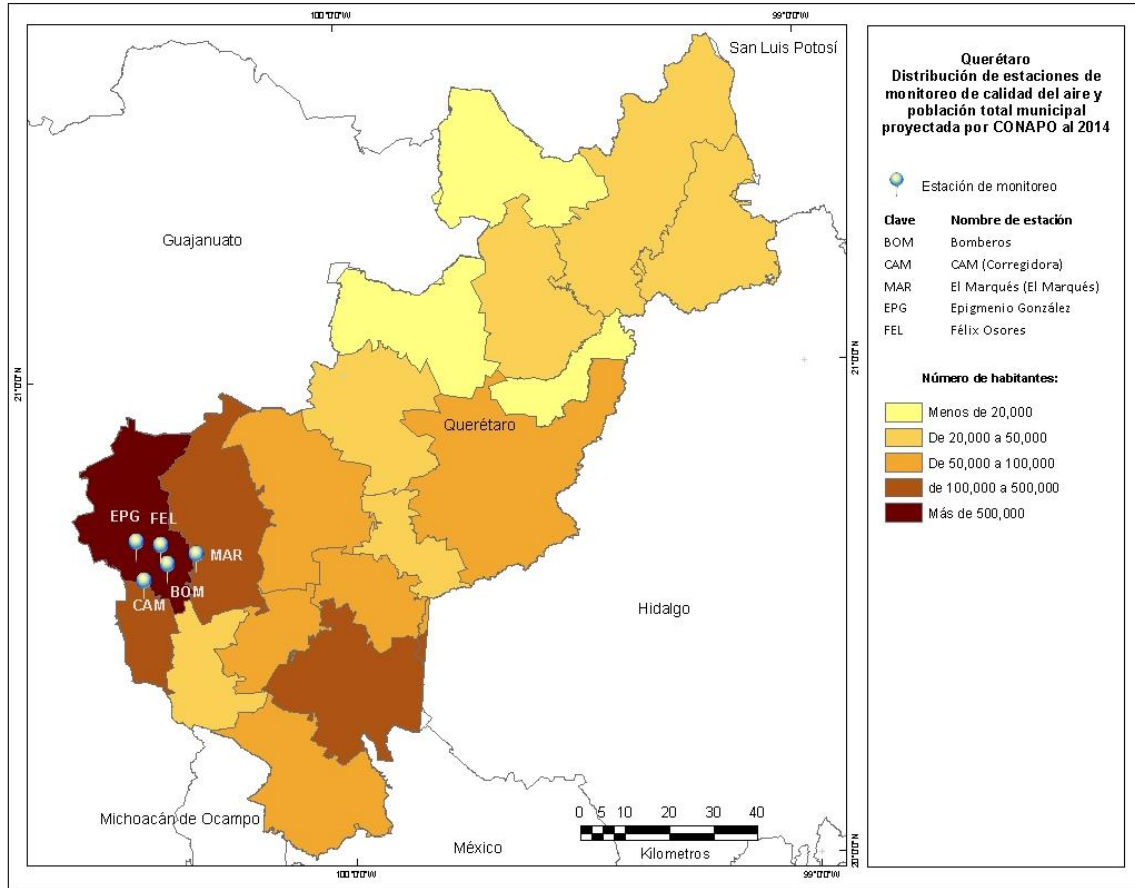 100°0'0"W
99°0'0"W
San Luis Potosí
Guajanuato
21°0'0"N
21°0'0"N
Querétaro
EPG
FEL
MAR
BOM
CAM
Hidalgo
Michoacán de Ocampo
México
0 5 10 20 30 40
Kilometros
20°0'0"N
100°0'0"W
99°0'0"W
Querétaro
Distribución de estaciones de
monitoreo de calidad del aire y
población total municipal
proyectada por CONAPO al 2014
Estación de monitoreo
Clave Nombre de estación
BOM Bomberos
CAM CAM (Corregidora)
MAR El Marqués (El Marqués)
EPG Epigmenio González
FEL Félix Osores
Número de habitantes:
Menos de 20,000
De 20,000 a 50,000
De 50,000 a 100,000
de 100,000 a 500,000
Más de 500,000